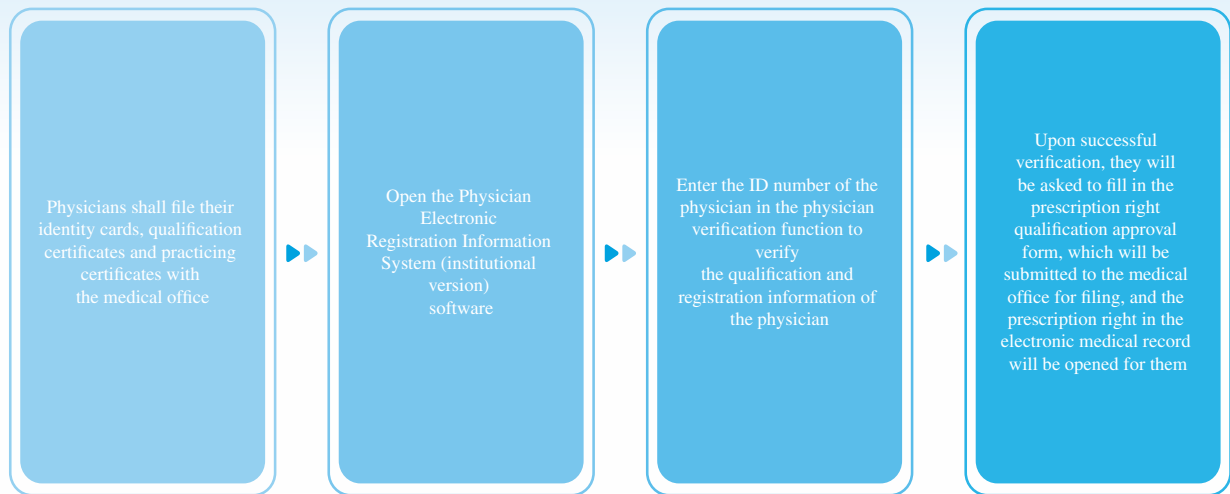 Physicians shall file their
identity cards, qualification
certificates and practicing
certificates with
the medical office
Open the Physician
Electronic
Registration Information
System (institutional
version)
software
Enter the ID number of the
physician in the physician
verification function to
verify
the qualification and
registration information of
the physician
Upon successful
verification, they will
be asked to fill in the
prescription right
qualification approval
form, which will be
submitted to the medical
office for filing, and the
prescription right in the
electronic medical record
will be opened for them